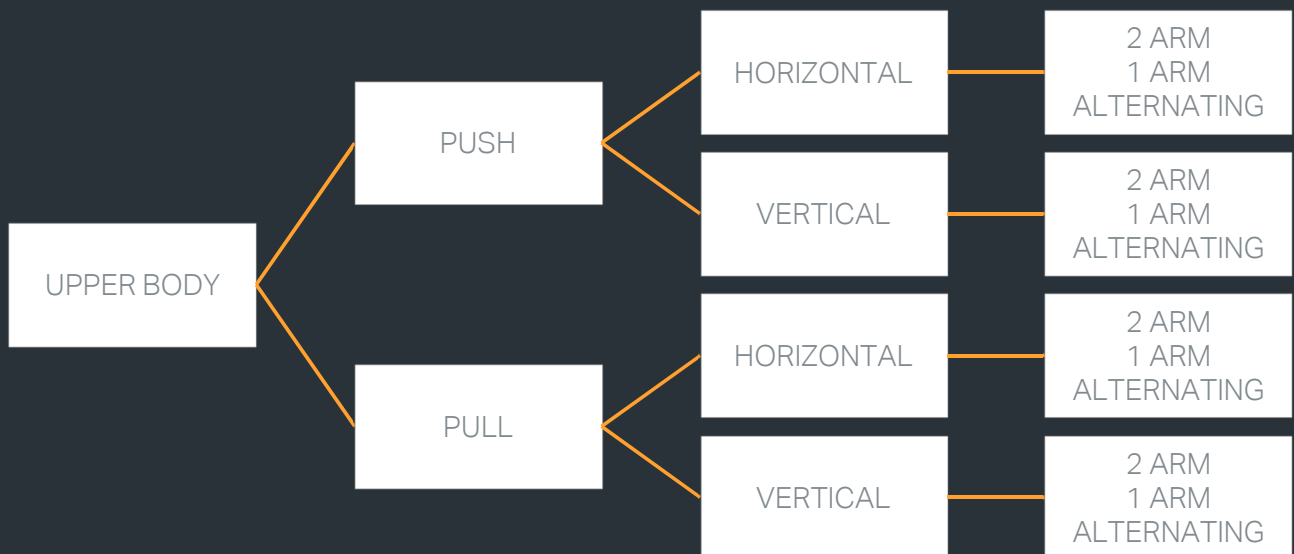 UPPER BODY
PUSH
HORIZONTAL
2 ARM
1 ARM
ALTERNATING
VERTICAL
2 ARM
1 ARM
ALTERNATING
PULL
HORIZONTAL
2 ARM
1 ARM
ALTERNATING
VERTICAL
2 ARM
1 ARM
ALTERNATING